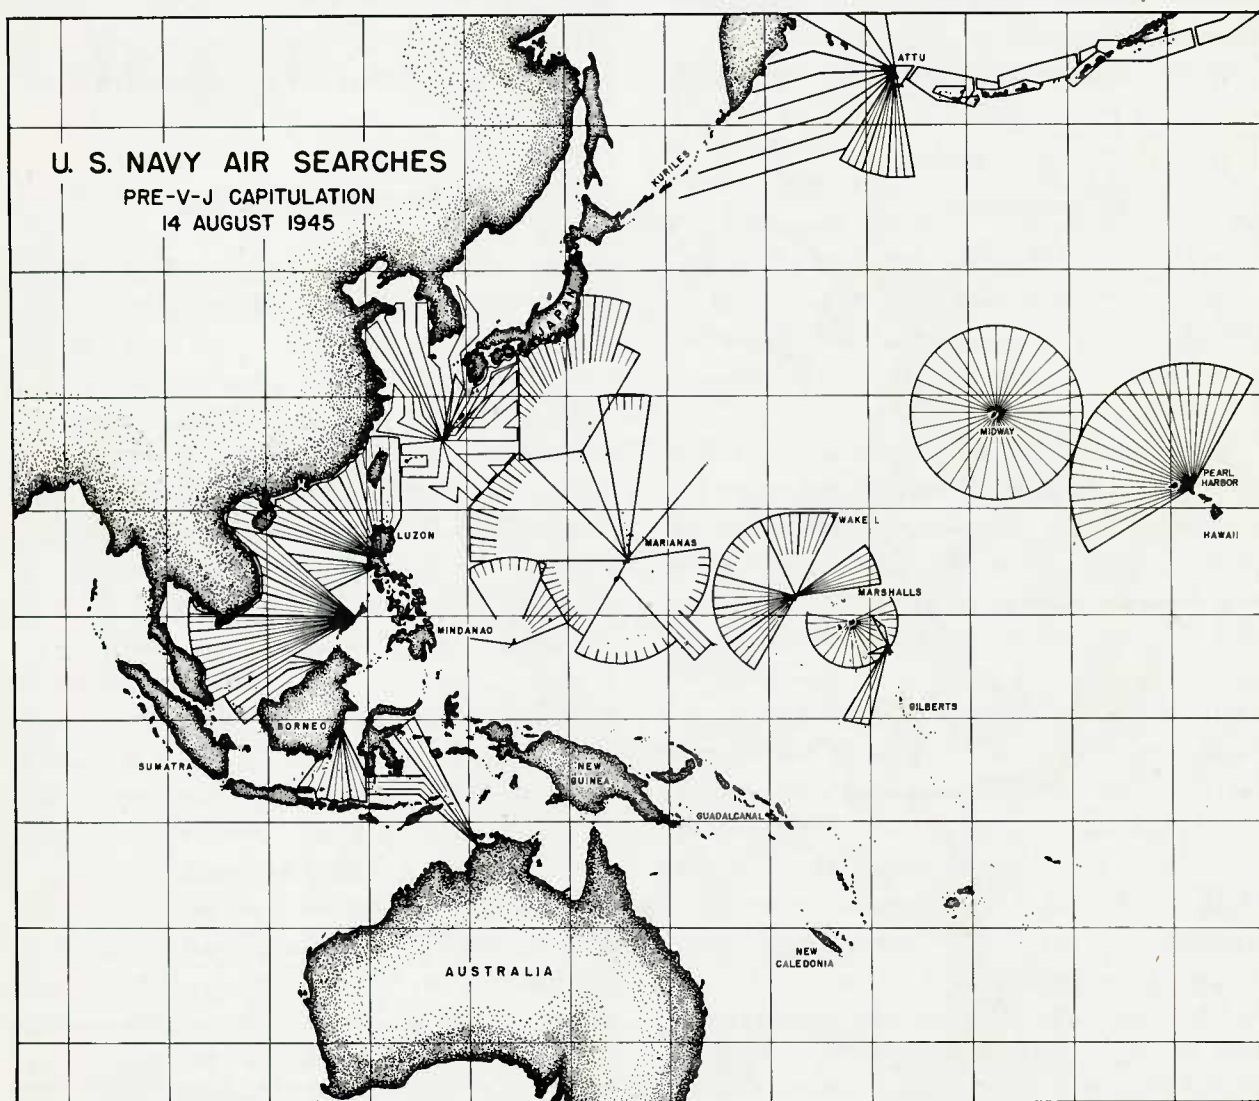 U. S. NAVY AIR SEARCHES
PRE-V-J CAPITULATION
14 AUGUST 1945
ATTU
KURILES
JAPAN
MIDWAY
PEARL
HARBOR
HAWAII
LUZON
MARIANAS
WAKE I.
MARSHALLS
MINDANAO
GILBERTS
BORNEO
SUMATRA
NEW
GUINEA
GUADALCANAL
NEW
CALEDONIA
AUSTRALIA